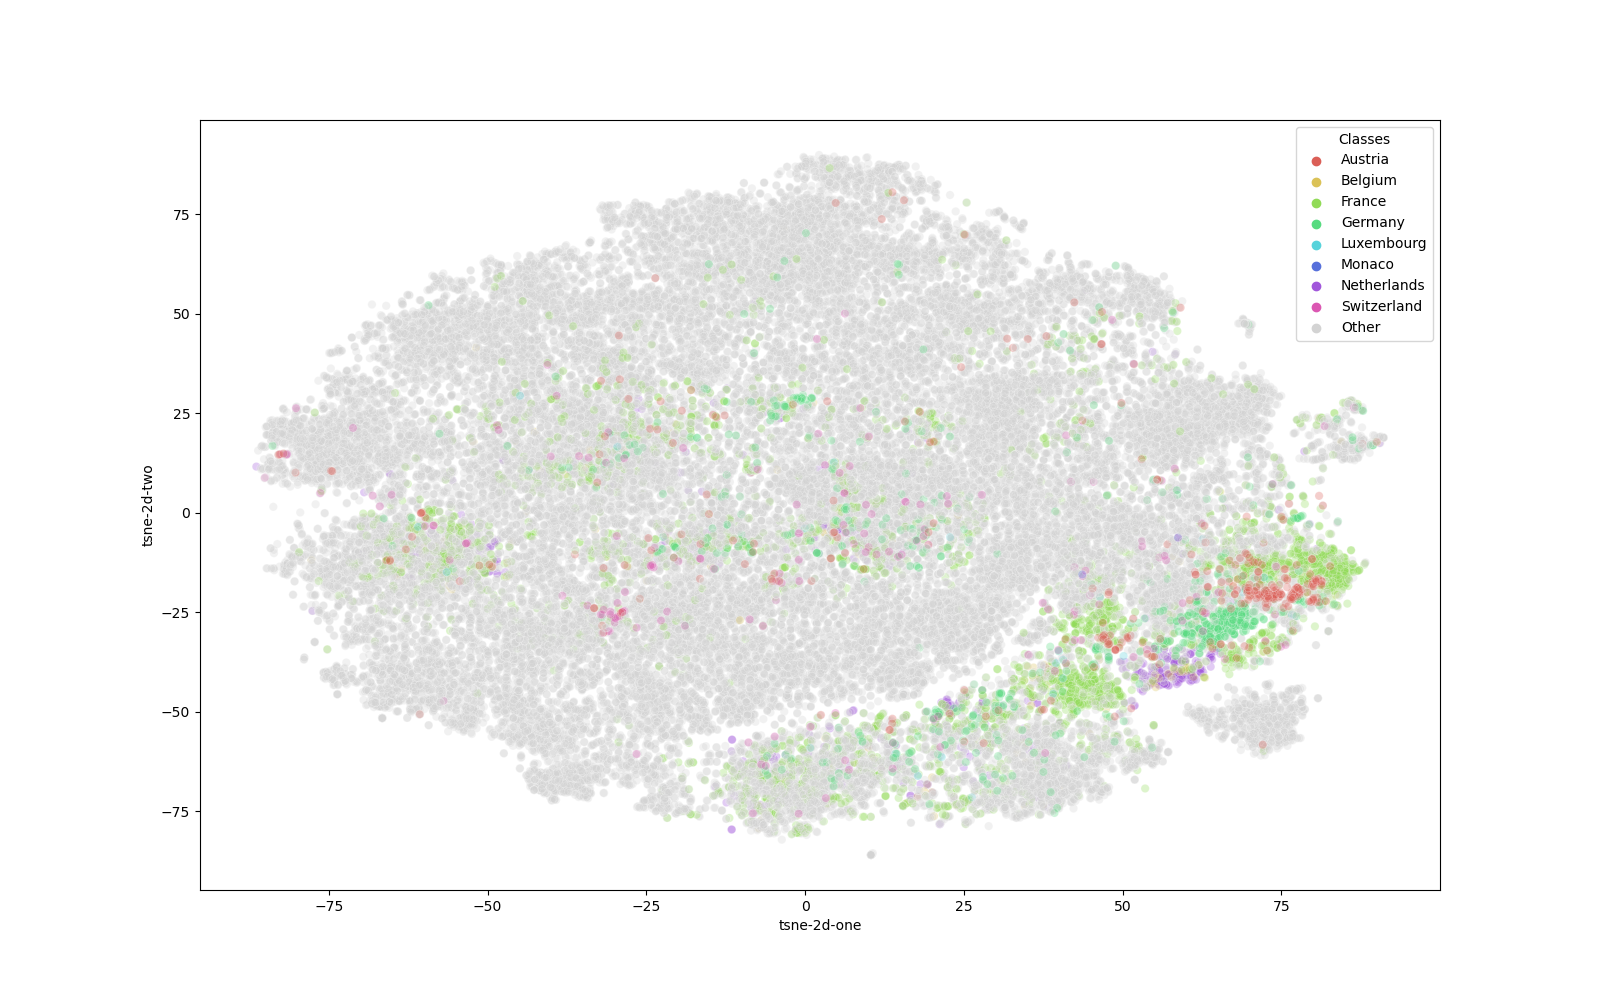 Classes
Austria
Belgium
France
Germany
Luxembourg
Monaco
Netherlands
Switzerland
Other
75
50
25
0
−25
−50
−75
tsne-2d-two
−75 −50 −25 0 25 50 75
tsne-2d-one